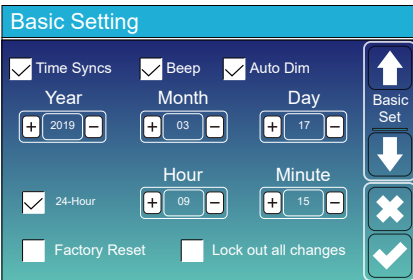 Basic Setting
Time Syncs Beep Auto Dim
Year Month Day
+ 2019 − + 03 − + 17 −
Basic
Set
Hour Minute
24-Hour + 09 − + 15 −
Factory Reset Lock out all changes